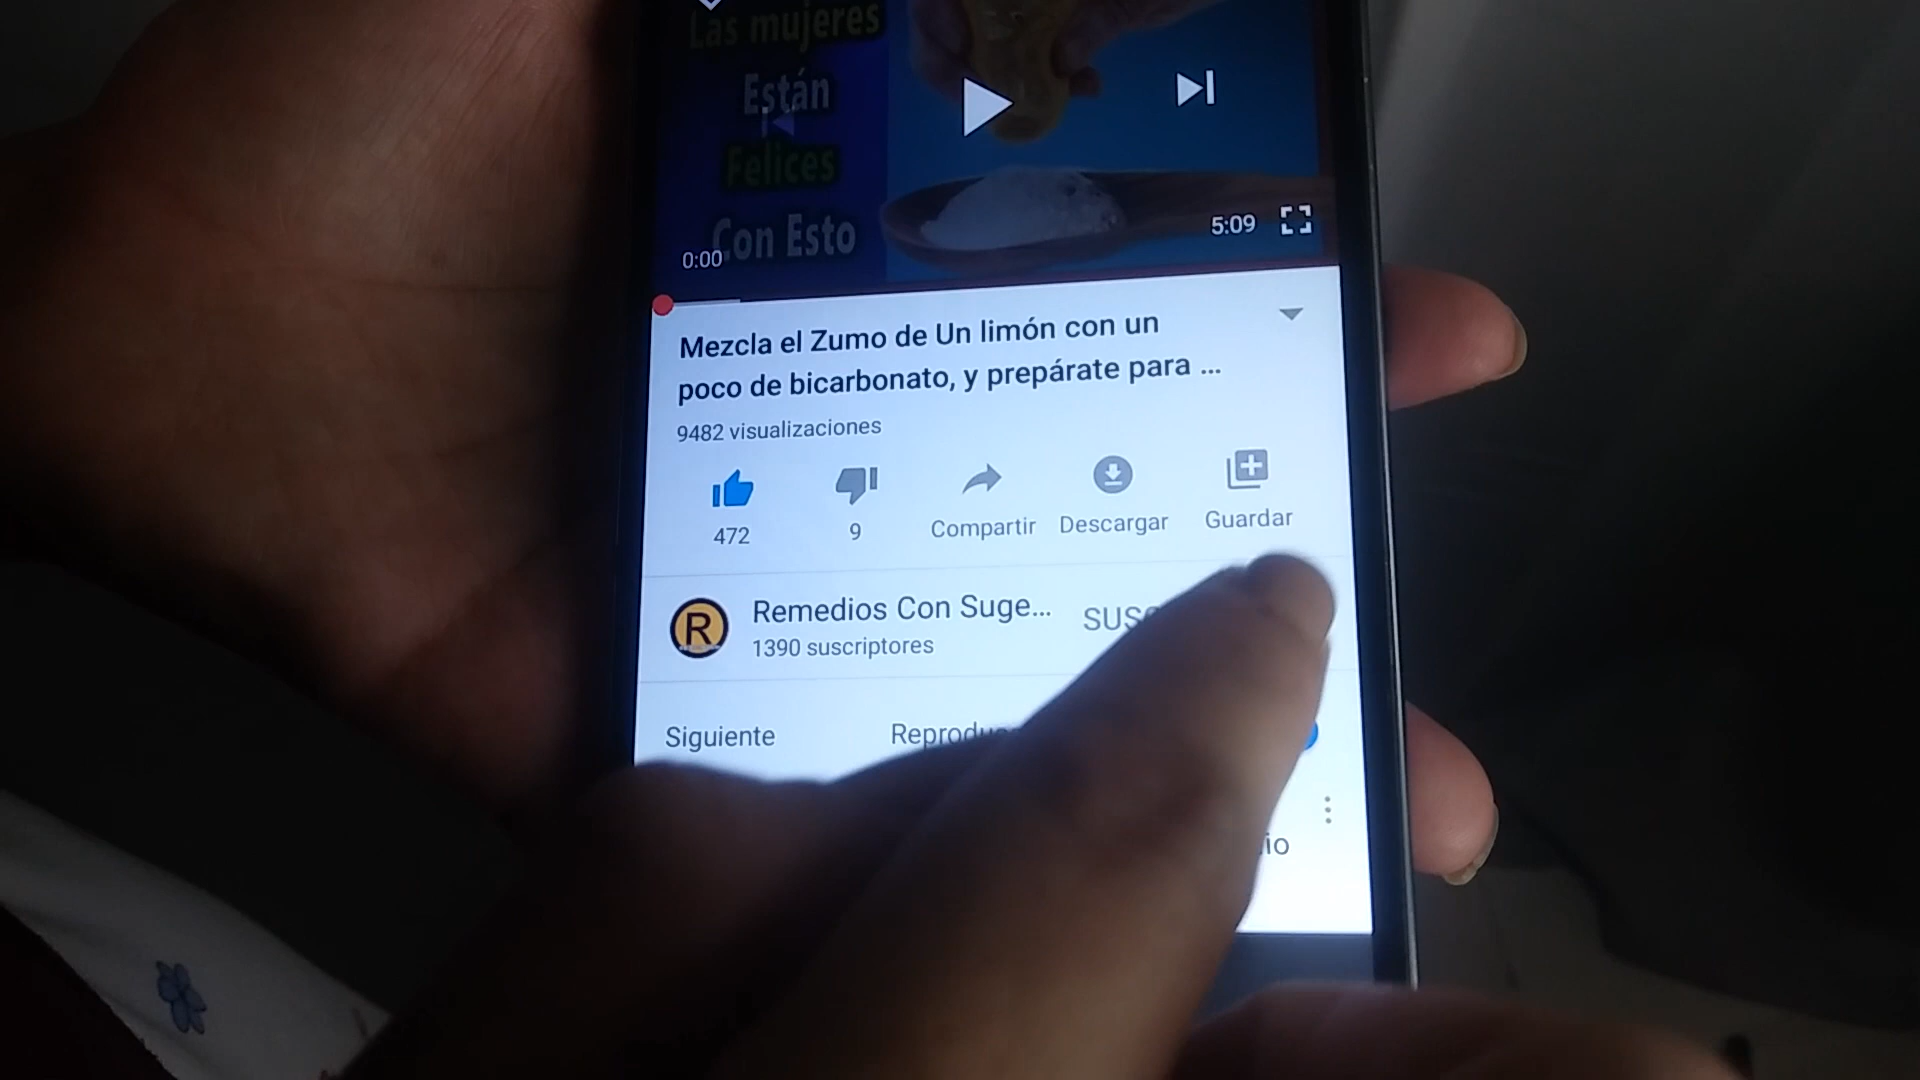 Las mujeres
Están
Felices
Con Esto
0:00
5:09
Mezcla el Zumo de Un limón con un
poco de bicarbonato, y prepárate para ...
9482 visualizaciones
472
9
Compartir
Descargar
Guardar
R
Remedios Con Suge...
1390 suscriptores
Siguiente